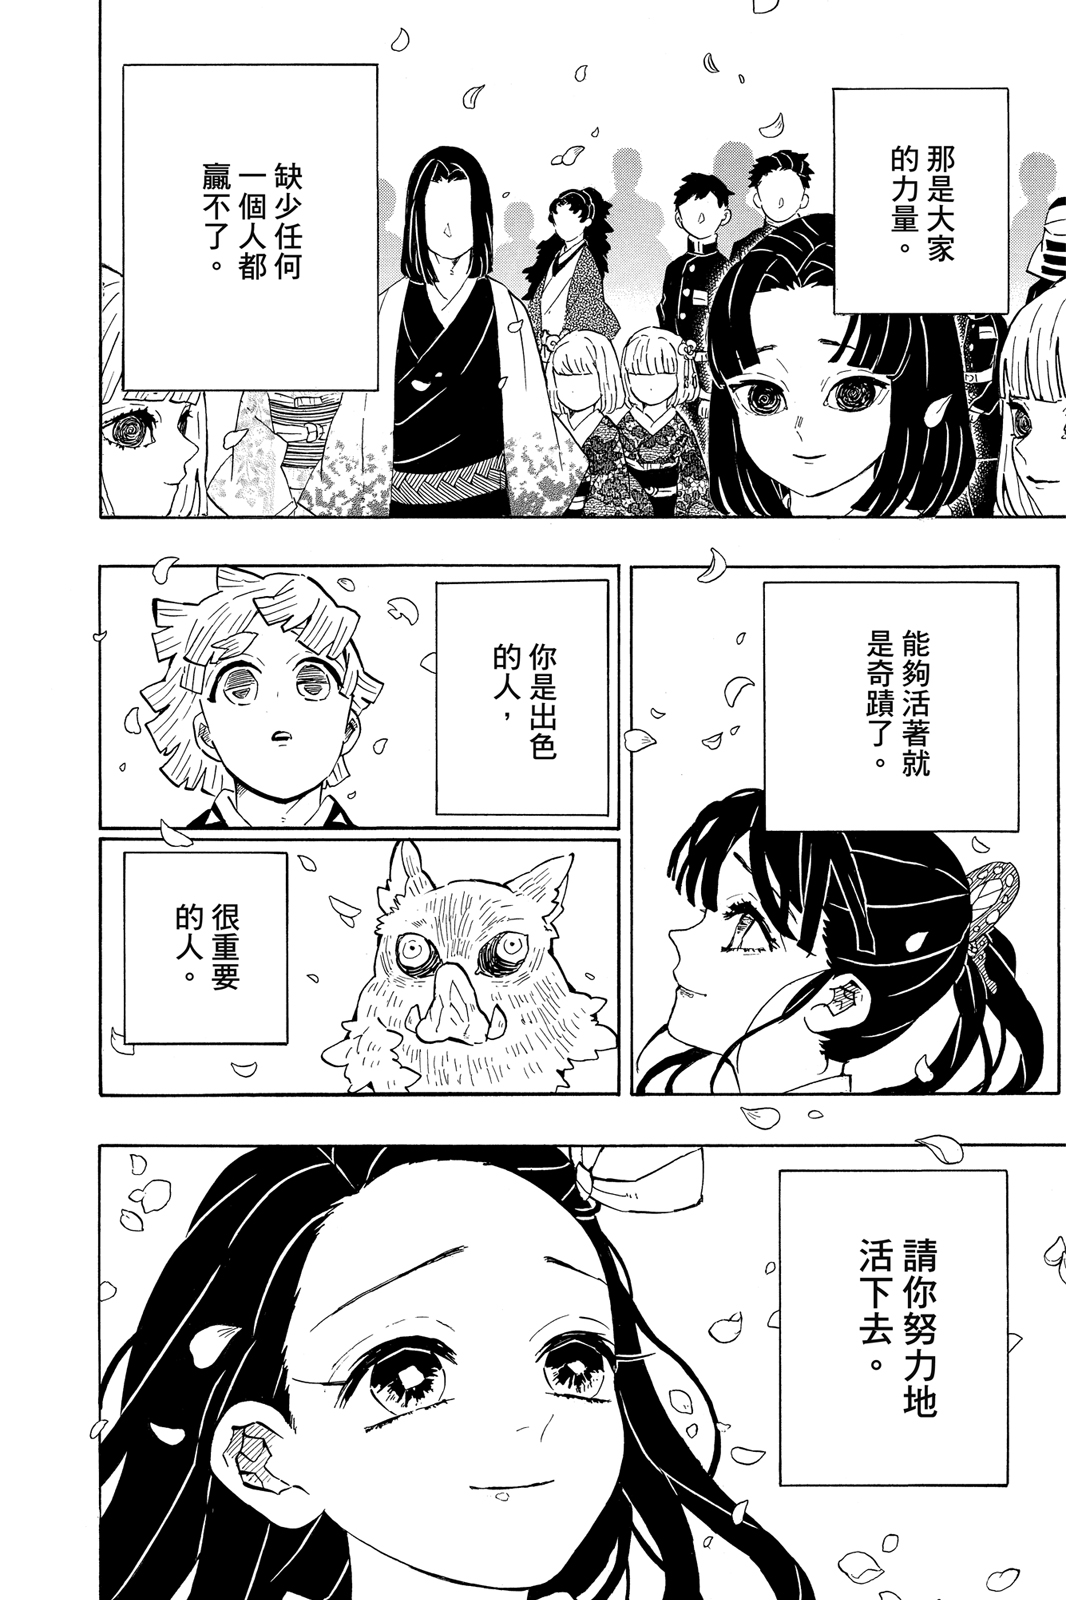 那是大家
的力量。
缺少任何
一個人都
贏不了。
能夠活著就
是奇蹟了。
你是出色
的人，
很重要
的人。
請你努力地
活下去。